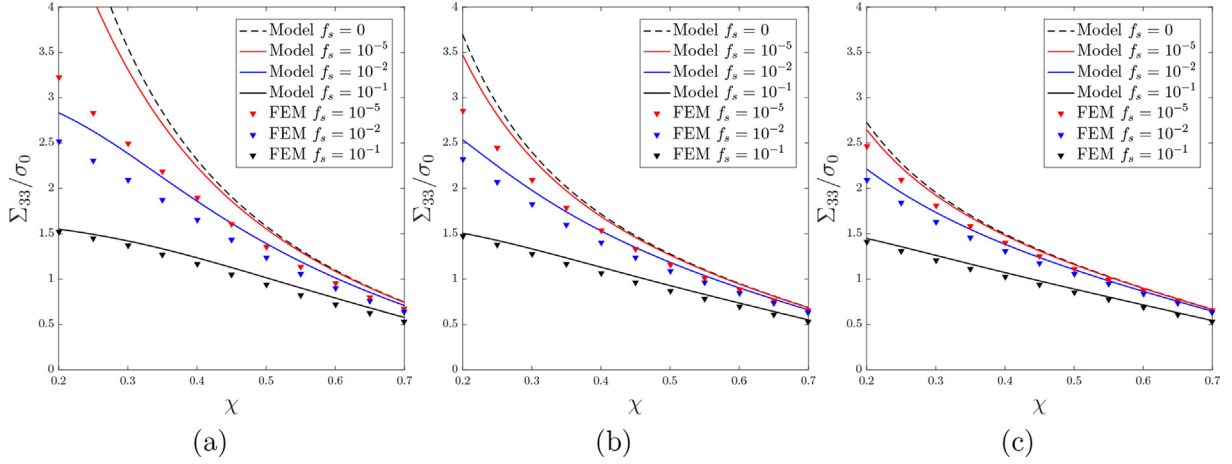 4
3.5
3
2.5
2
1.5
1
0.5
0
Σ₃₃/σ₀
0.2 0.3 0.4 0.5 0.6 0.7
χ
Model fₛ = 0
Model fₛ = 10⁻⁵
Model fₛ = 10⁻²
Model fₛ = 10⁻¹
FEM fₛ = 10⁻⁵
FEM fₛ = 10⁻²
FEM fₛ = 10⁻¹
(a)
4
3.5
3
2.5
2
1.5
1
0.5
0
Σ₃₃/σ₀
0.2 0.3 0.4 0.5 0.6 0.7
χ
Model fₛ = 0
Model fₛ = 10⁻⁵
Model fₛ = 10⁻²
Model fₛ = 10⁻¹
FEM fₛ = 10⁻⁵
FEM fₛ = 10⁻²
FEM fₛ = 10⁻¹
(b)
4
3.5
3
2.5
2
1.5
1
0.5
0
Σ₃₃/σ₀
0.2 0.3 0.4 0.5 0.6 0.7
χ
Model fₛ = 0
Model fₛ = 10⁻⁵
Model fₛ = 10⁻²
Model fₛ = 10⁻¹
FEM fₛ = 10⁻⁵
FEM fₛ = 10⁻²
FEM fₛ = 10⁻¹
(c)